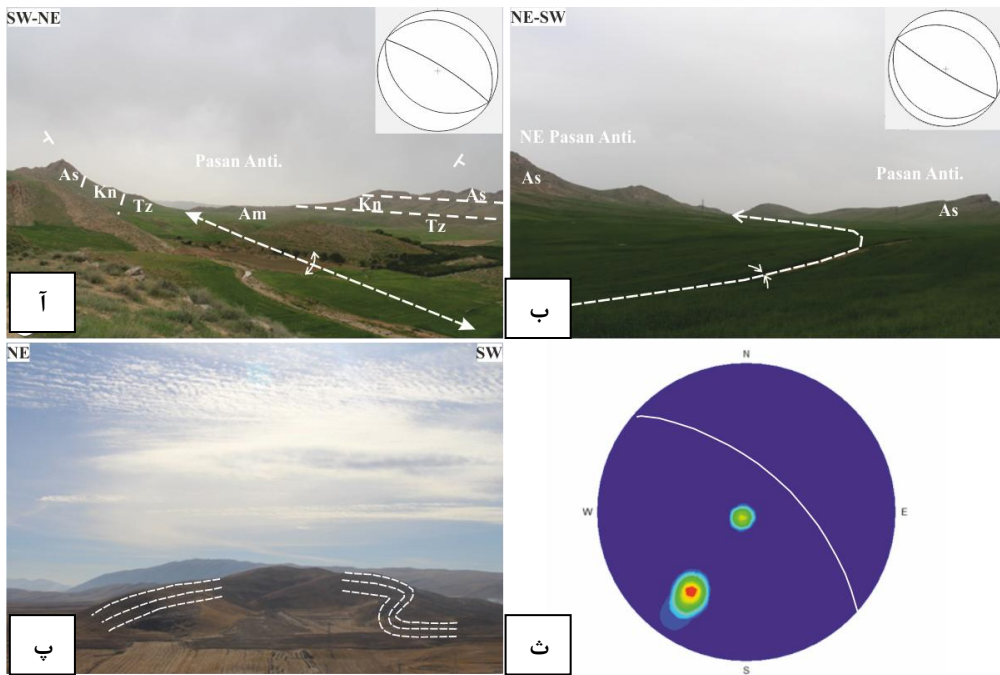 SW-NE
Pasan Anti.
As
Kn
Tz
Am
Kn
As
Tz
آ
NE-SW
NE Pasan Anti.
As
Pasan Anti.
As
ب
NE
SW
پ
N
W
E
S
ث